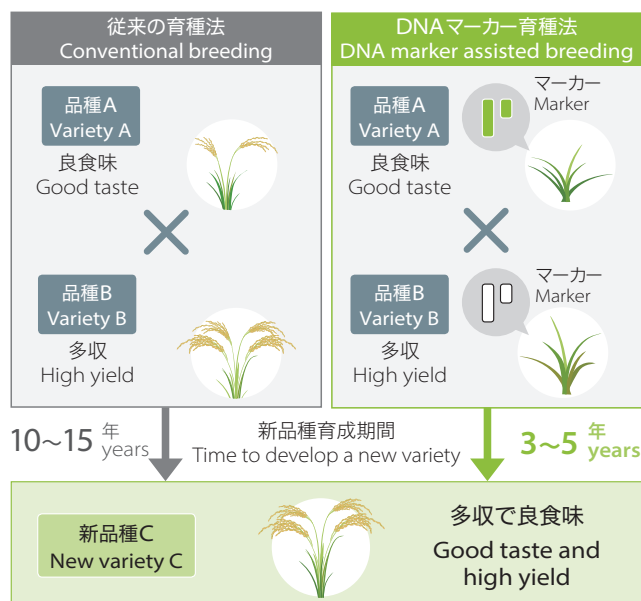 従来の育種法
Conventional breeding
品種A
Variety A
良食味
Good taste
品種B
Variety B
多収
High yield
DNAマーカー育種法
DNA marker assisted breeding
品種A
Variety A
マーカー
Marker
良食味
Good taste
品種B
Variety B
マーカー
Marker
多収
High yield
10～15 年
years
新品種育成期間
Time to develop a new variety
3～5 年
years
新品種C
New variety C
多収で良食味
Good taste and
high yield